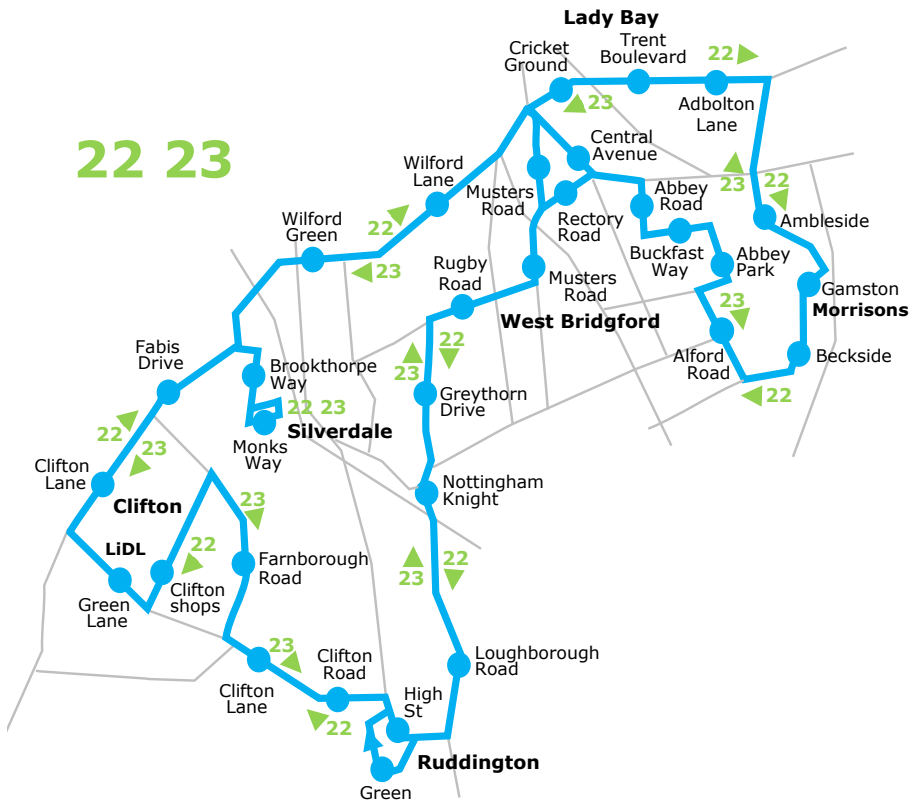 Lady Bay
Cricket
Ground
Trent
Boulevard
22
23
Adbolton
Lane
22 23
Central
Avenue
Wilford
Lane
Musters
Road
23
22
Abbey
Road
Ambleside
22
Rectory
Road
Wilford
Green
Buckfast
Way
Abbey
Park
23
Rugby
Road
Musters
Road
Gamston
Morrisons
23
West Bridgford
22
23
Fabis
Drive
Alford
Road
Beckside
Brookthorpe
Way
Greythorn
Drive
22
22 23
Silverdale
22
23
Monks
Way
Clifton
Lane
Nottingham
Knight
Clifton
23
LiDL
22
Farnborough
Road
22
23
Green
Lane
Clifton
shops
23
Clifton
Road
Loughborough
Road
Clifton
Lane
High
St
22
Ruddington
Green